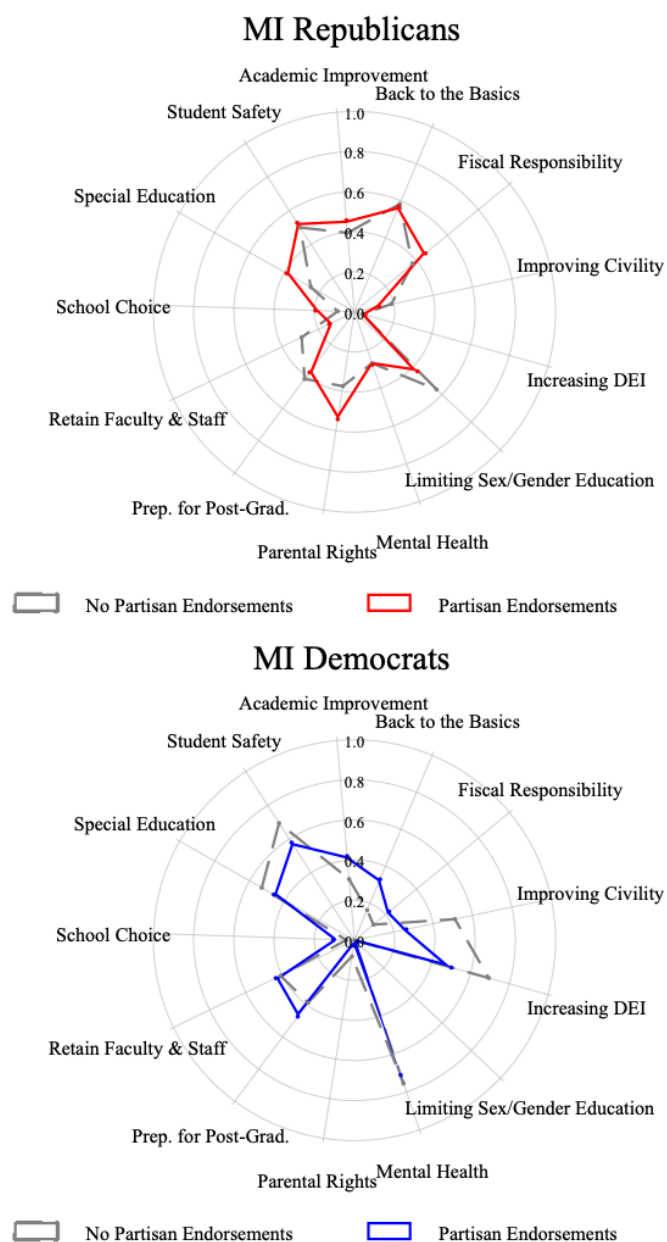 MI Republicans
Academic Improvement
Back to the Basics
Student Safety
1.0
0.8
Fiscal Responsibility
Special Education
0.6
0.4
Improving Civility
0.2
School Choice
0.0
Increasing DEI
Retain Faculty & Staff
Limiting Sex/Gender Education
Prep. for Post-Grad.
Mental Health
Parental Rights
No Partisan Endorsements
Partisan Endorsements
MI Democrats
Academic Improvement
Back to the Basics
Student Safety
1.0
0.8
Fiscal Responsibility
Special Education
0.6
0.4
Improving Civility
0.2
School Choice
0.0
Increasing DEI
Retain Faculty & Staff
Limiting Sex/Gender Education
Prep. for Post-Grad.
Mental Health
Parental Rights
No Partisan Endorsements
Partisan Endorsements